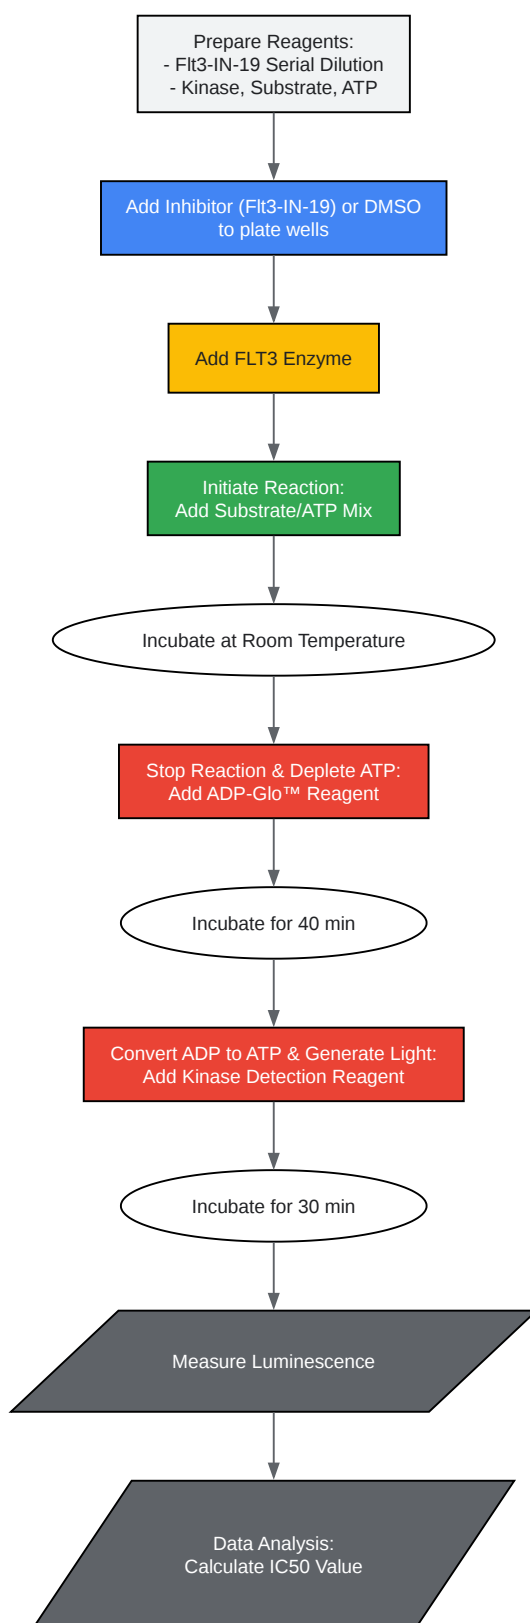 Prepare Reagents:
- Flt3-IN-19 Serial Dilution
- Kinase, Substrate, ATP
Add Inhibitor (Flt3-IN-19) or DMSO
to plate wells
Add FLT3 Enzyme
Initiate Reaction:
Add Substrate/ATP Mix
Incubate at Room Temperature
Stop Reaction & Deplete ATP:
Add ADP-Glo™ Reagent
Incubate for 40 min
Convert ADP to ATP & Generate Light:
Add Kinase Detection Reagent
Incubate for 30 min
Measure Luminescence
Data Analysis:
Calculate IC50 Value